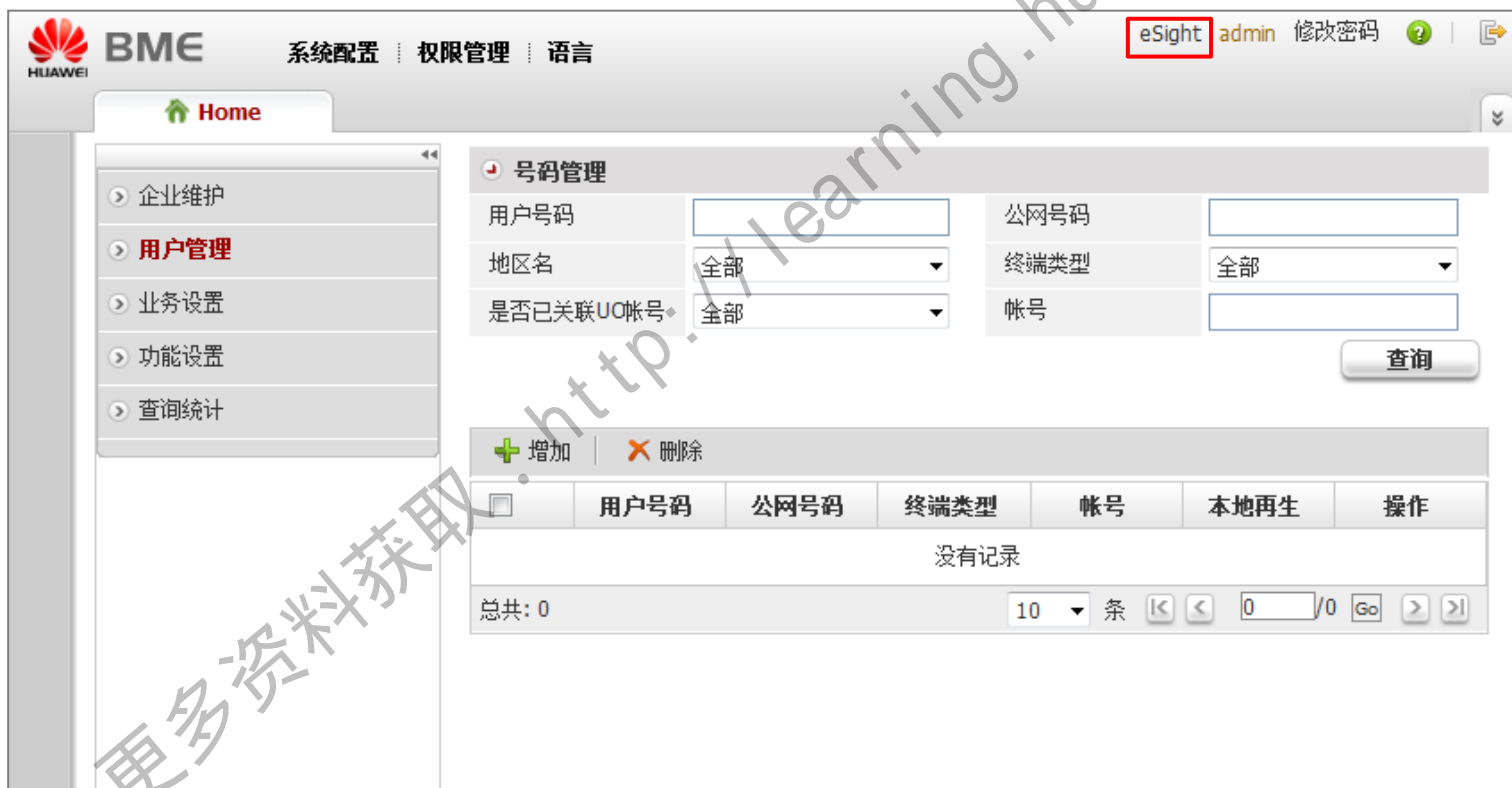 HUAWEI BME 系统配置 | 权限管理 | 语言 eSight admin 修改密码
Home
企业维护
用户管理
业务设置
功能设置
查询统计
号码管理
用户号码 公网号码
地区名 全部 终端类型 全部
是否已关联UC帐号 全部 帐号
查询
增加 删除
用户号码 公网号码 终端类型 帐号 本地再生 操作
没有记录
总共: 0 10 条 0 /0 Go
更多资料获取:http://learning.hu